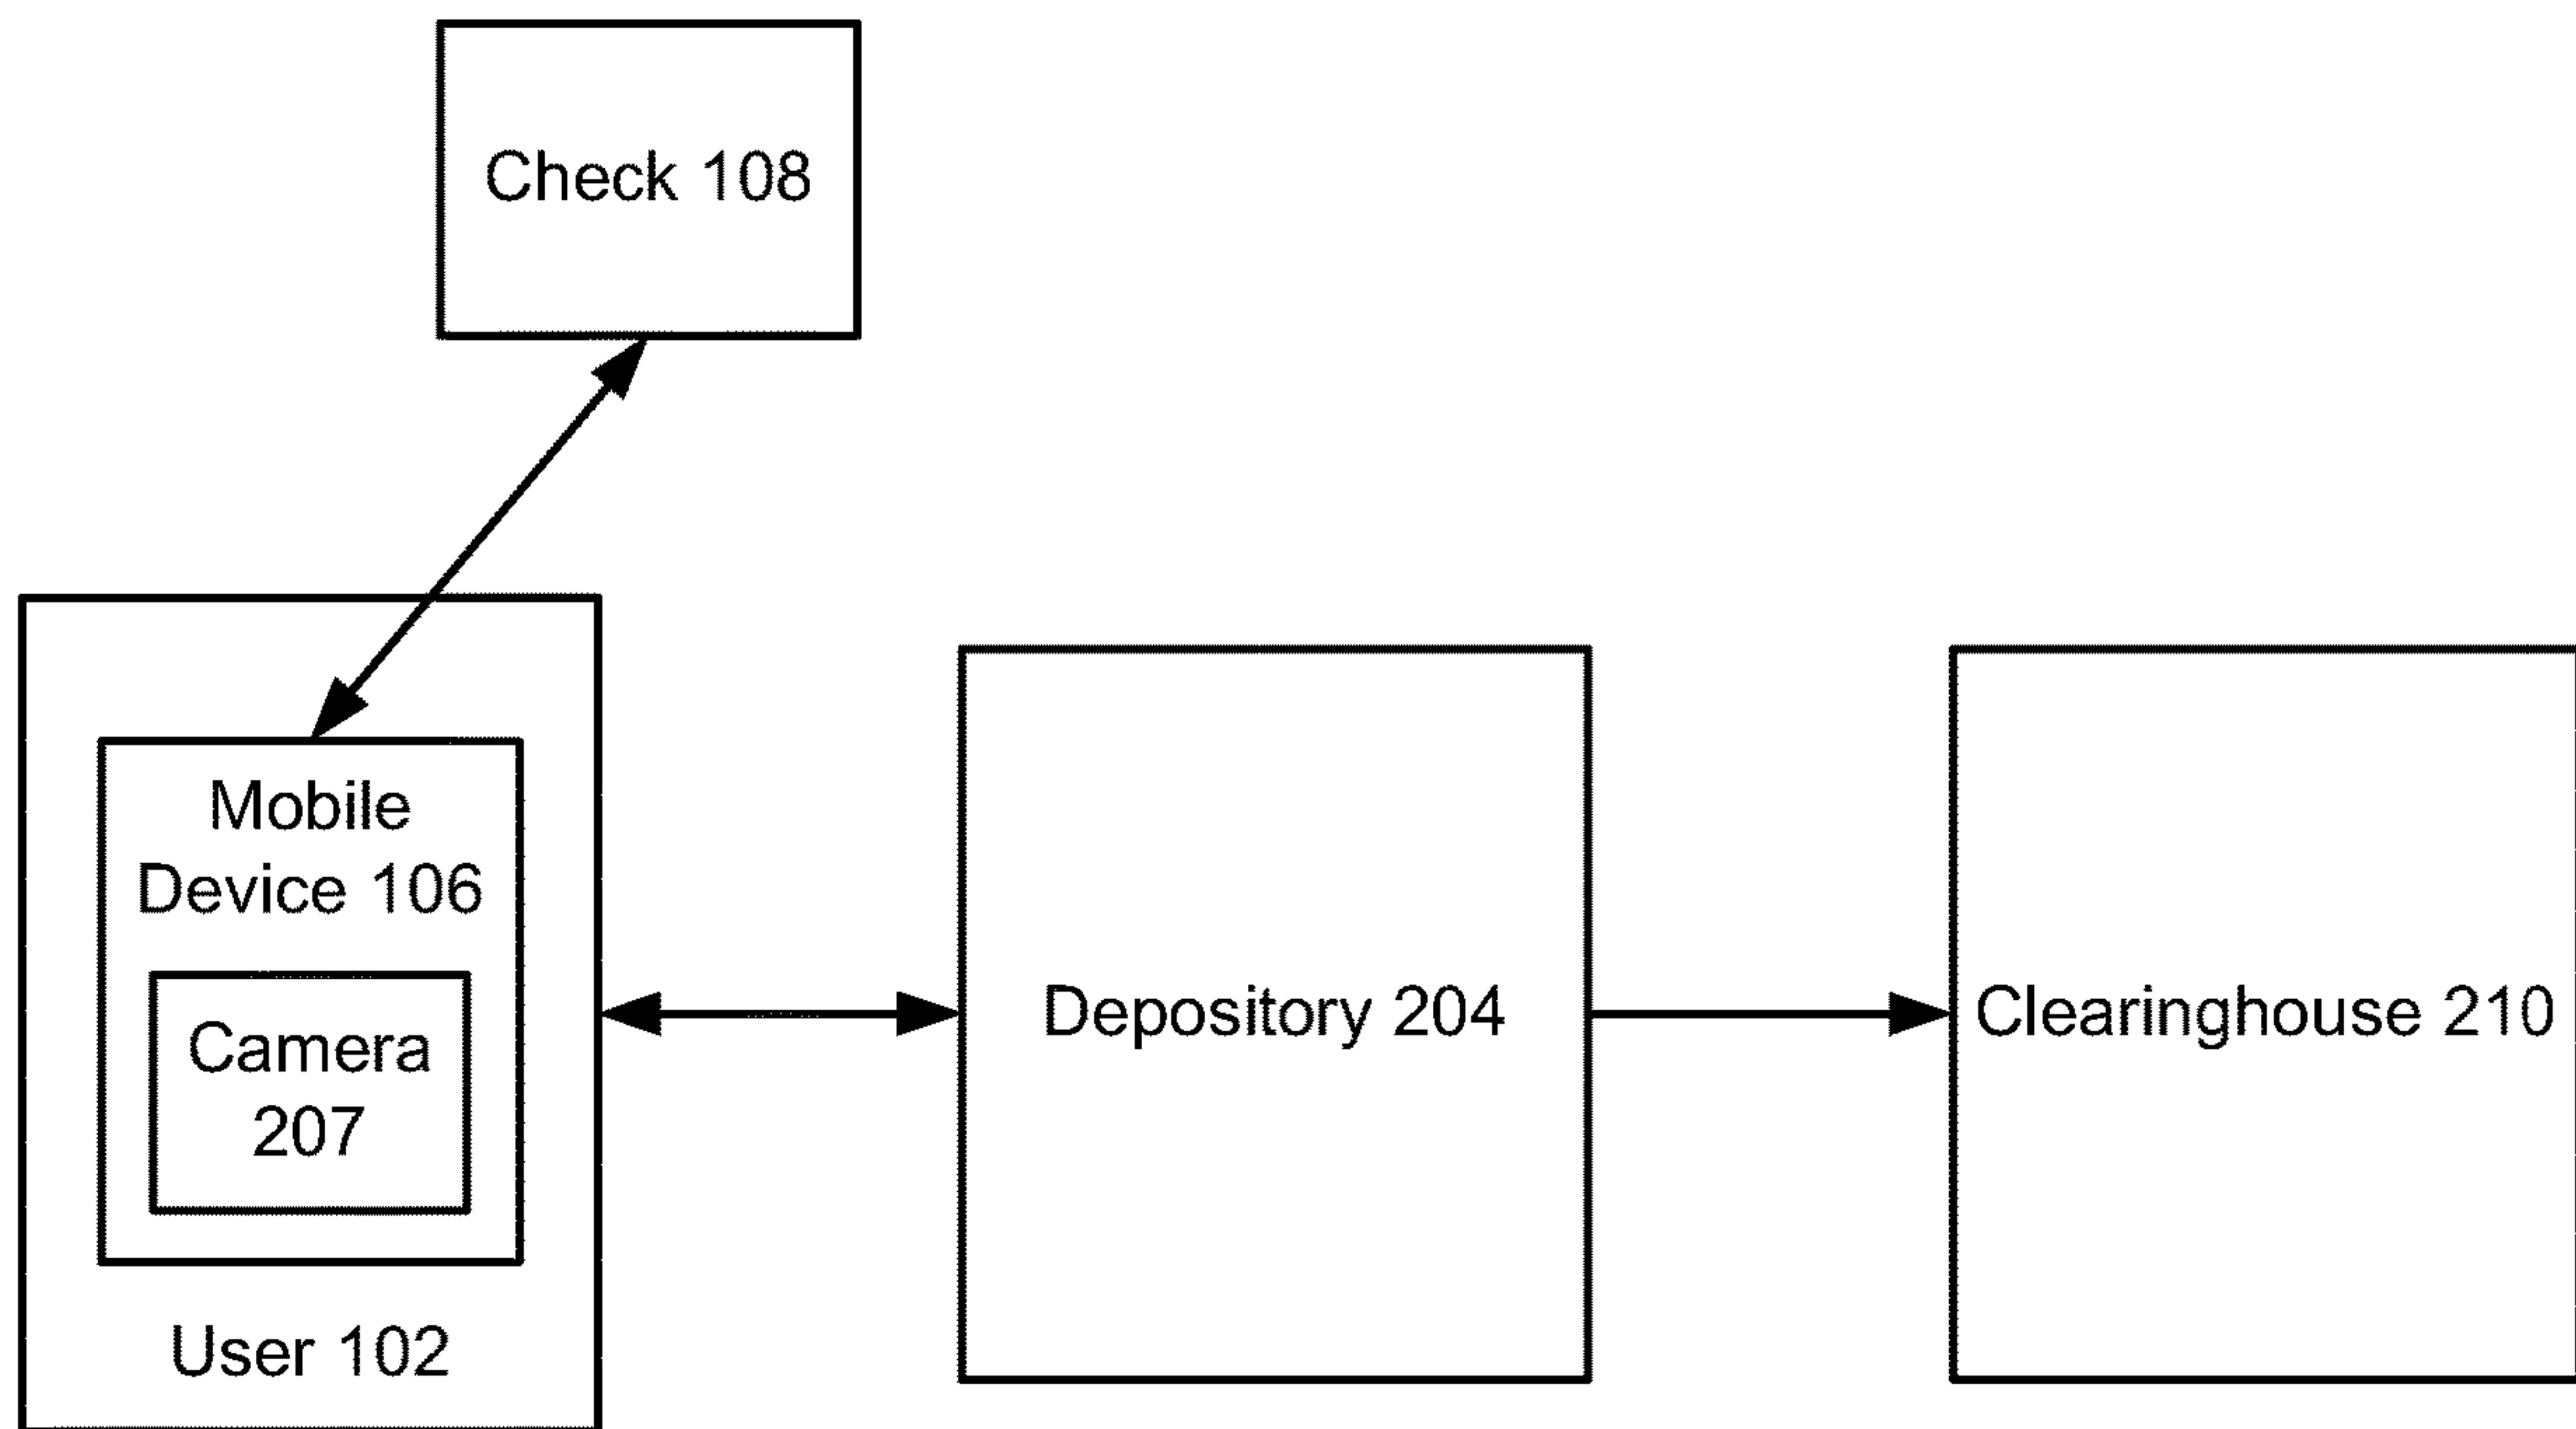 Check 108
Mobile
Device 106
Camera
207
User 102
Depository 204
Clearinghouse 210